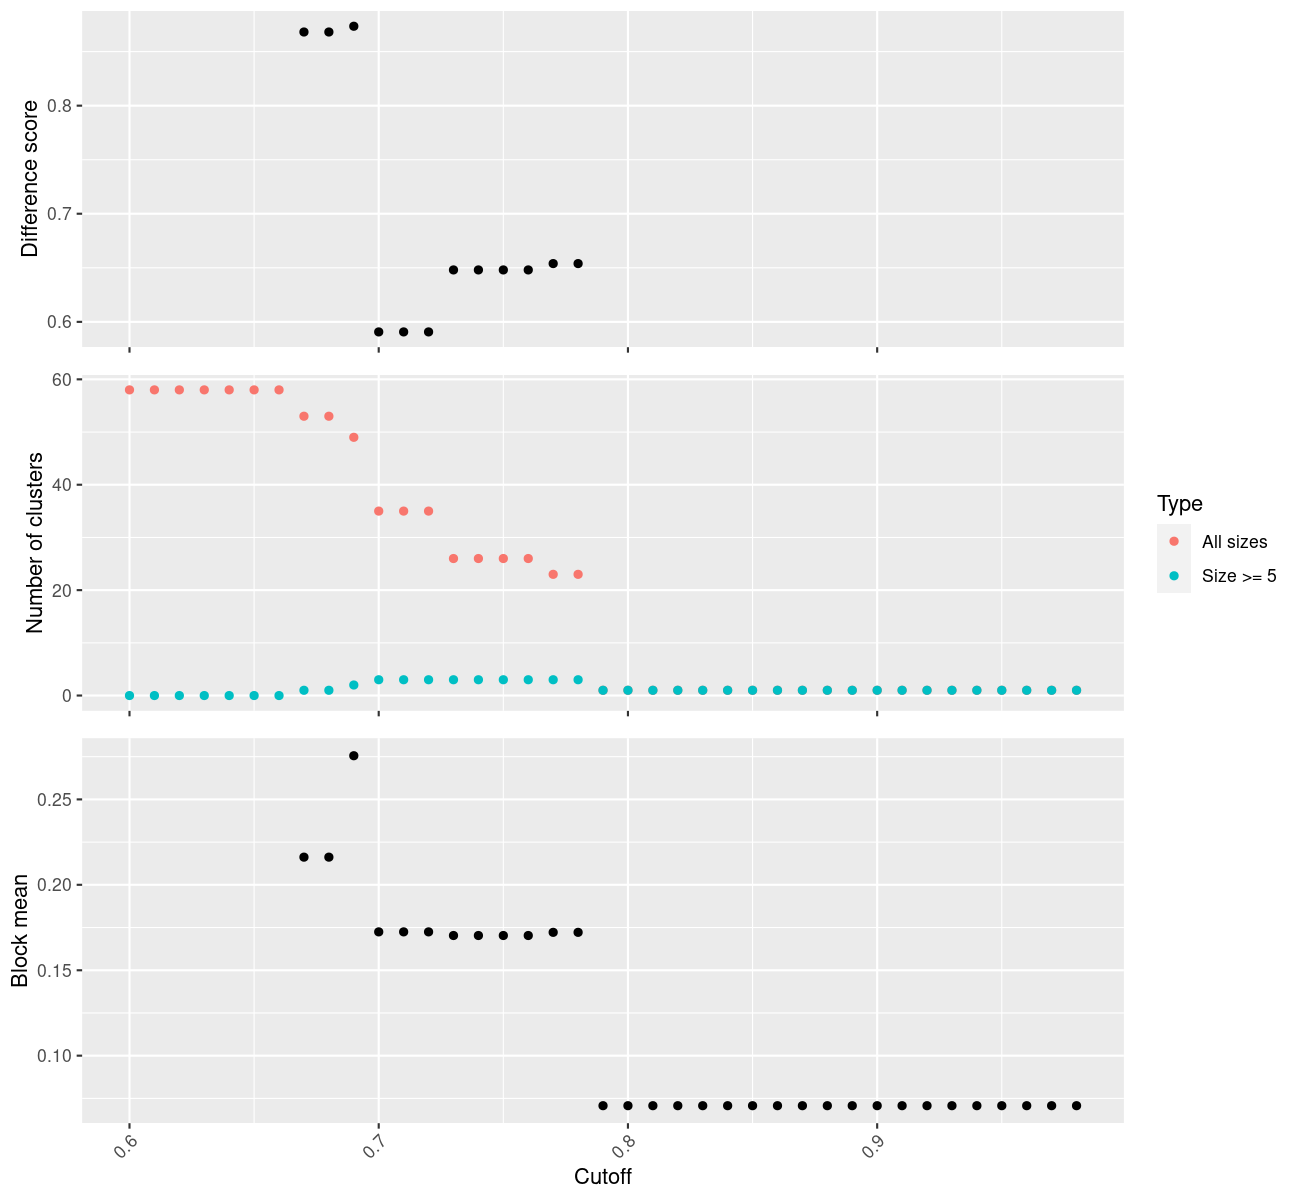 Difference score
0.8
0.7
0.6
Number of clusters
60
40
20
0
Type
All sizes
Size >= 5
Block mean
0.25
0.20
0.15
0.10
0.6
0.7
0.8
0.9
Cutoff